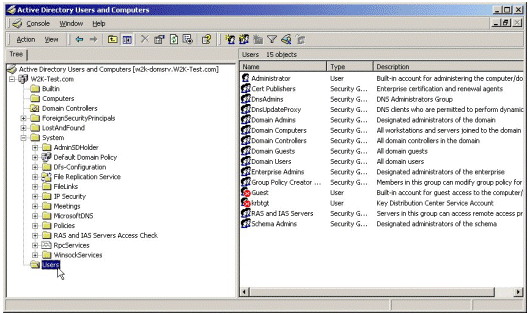 Active Directory Users and Computers
Console Window Help
Action View
Tree
Users 15 objects
Active Directory Users and Computers [w2k-domsrv.W2K-Test.com]
W2K-Test.com
Builtin
Computers
Domain Controllers
ForeignSecurityPrincipals
LostAndFound
System
AdminSDHolder
Default Domain Policy
Dfs-Configuration
File Replication Service
FileLinks
IP Security
Meetings
MicrosoftDNS
Policies
RAS and IAS Servers Access Check
RpcServices
WinsockServices
Users
Name Type Description
Administrator User Built-in account for administering the computer/do
Cert Publishers Security G... Enterprise certification and renewal agents
DnsAdmins Security G... DNS Administrators Group
DnsUpdateProxy Security G... DNS clients who are permitted to perform dynamic
Domain Admins Security G... Designated administrators of the domain
Domain Computers Security G... All workstations and servers joined to the domain
Domain Controllers Security G... All domain controllers in the domain
Domain Guests Security G... All domain guests
Domain Users Security G... All domain users
Enterprise Admins Security G... Designated administrators of the enterprise
Group Policy Creator ... Security G... Members in this group can modify group policy for
Guest User Built-in account for guest access to the computer/
krbtgt User Key Distribution Center Service Account
RAS and IAS Servers Security G... Servers in this group can access remote access pr
Schema Admins Security G... Designated administrators of the schema